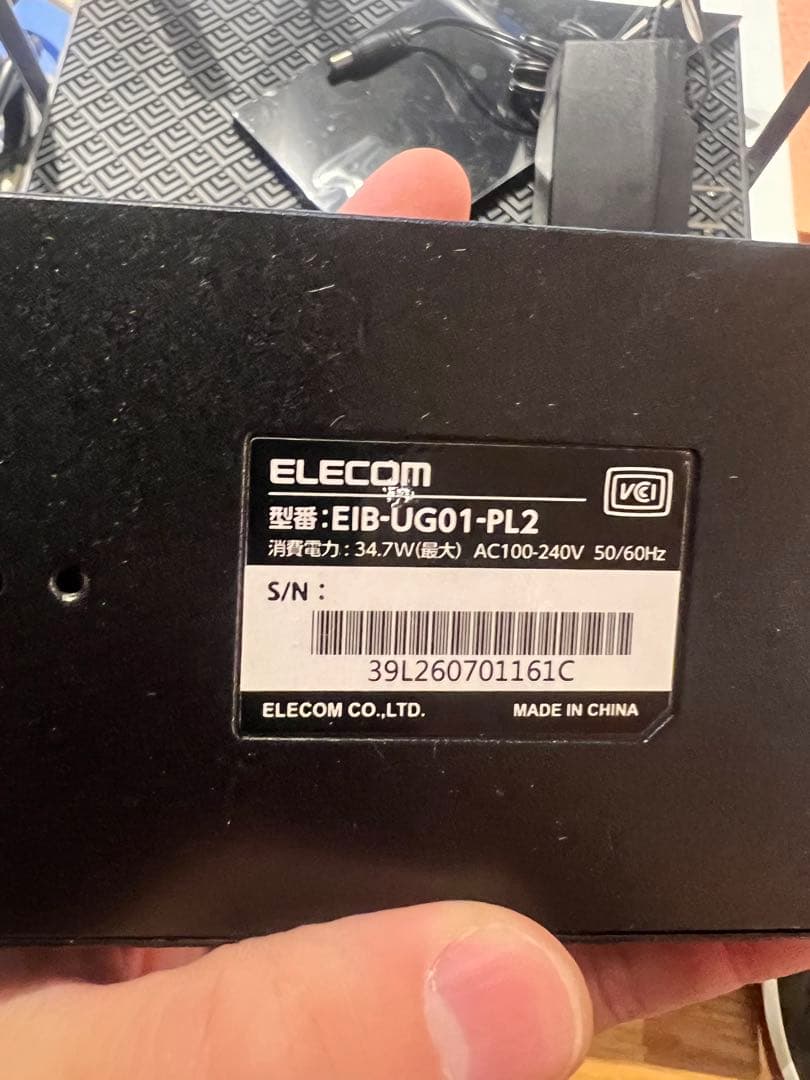 ELECOM
VCCI
型番:EIB-UG01-PL2
消費電力:34.7W(最大) AC100-240V 50/60Hz
S/N:
39L260701161C
ELECOM CO.,LTD. MADE IN CHINA